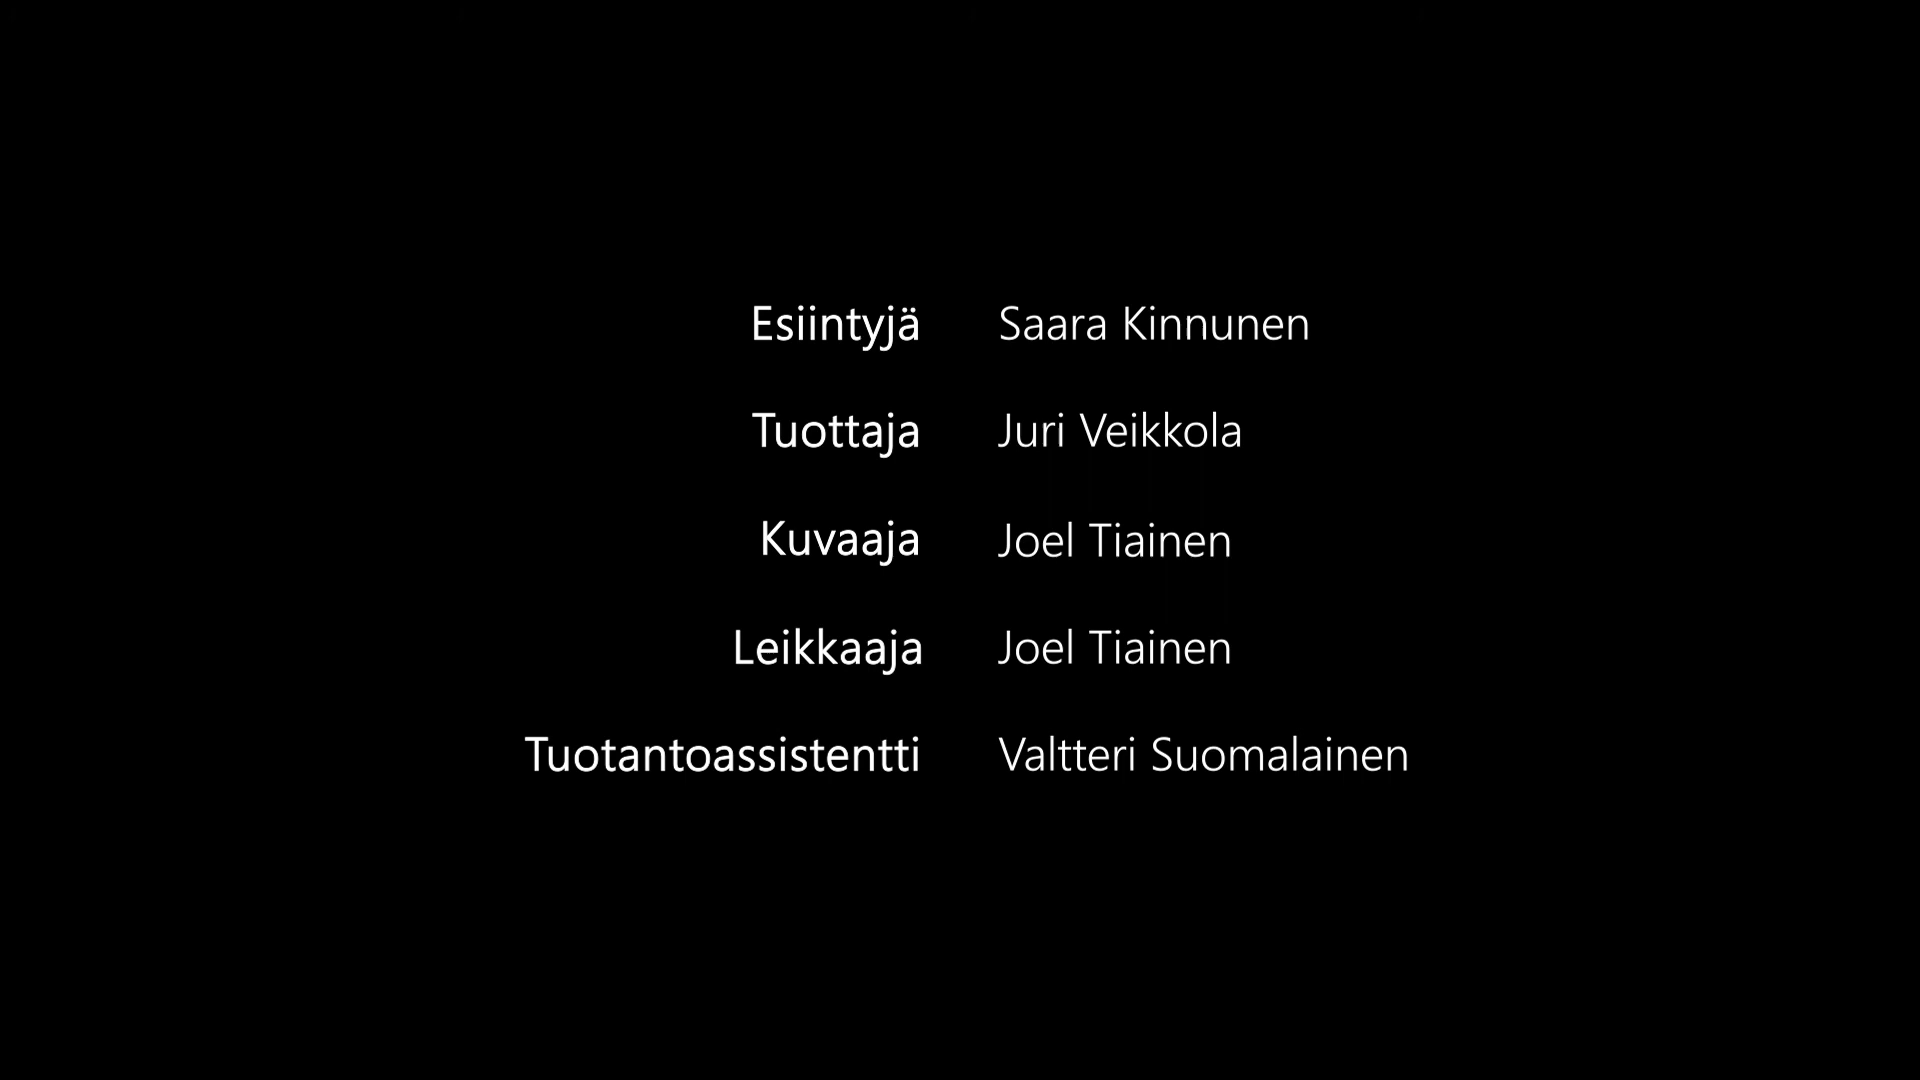 Esiintyjä Saara Kinnunen
Tuottaja Juri Veikkola
Kuvaaja Joel Tiainen
Leikkaaja Joel Tiainen
Tuotantoassistentti Valtteri Suomalainen